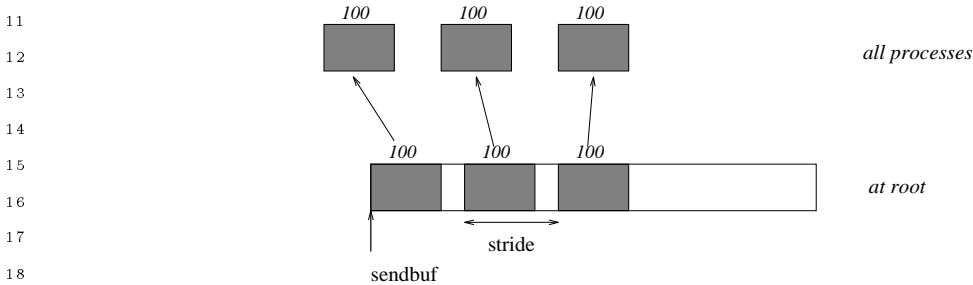 11 100 100 100
12 all processes
13
14
100 100 100
15
16 at root
17 stride
18 sendbuf